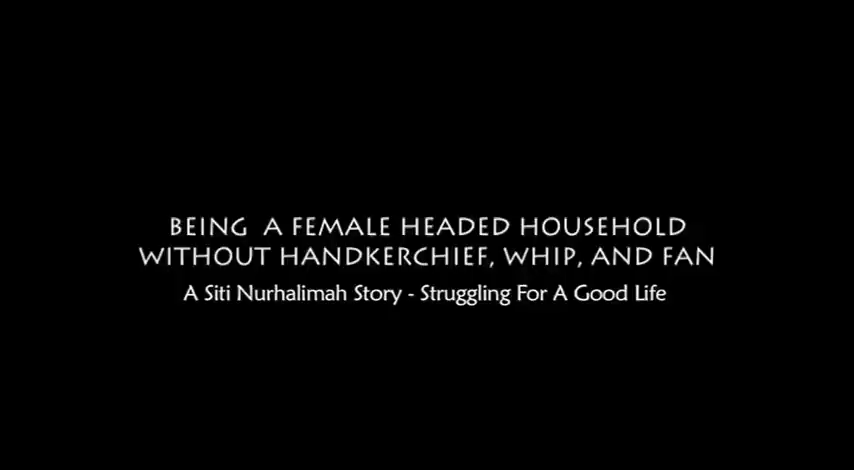 BEING A FEMALE HEADED HOUSEHOLD
WITHOUT HANDKERCHIEF, WHIP, AND FAN
A Siti Nurhalimah Story - Struggling For A Good Life